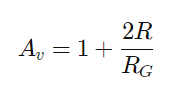 A_v = 1 + \frac{2R}{R_G}